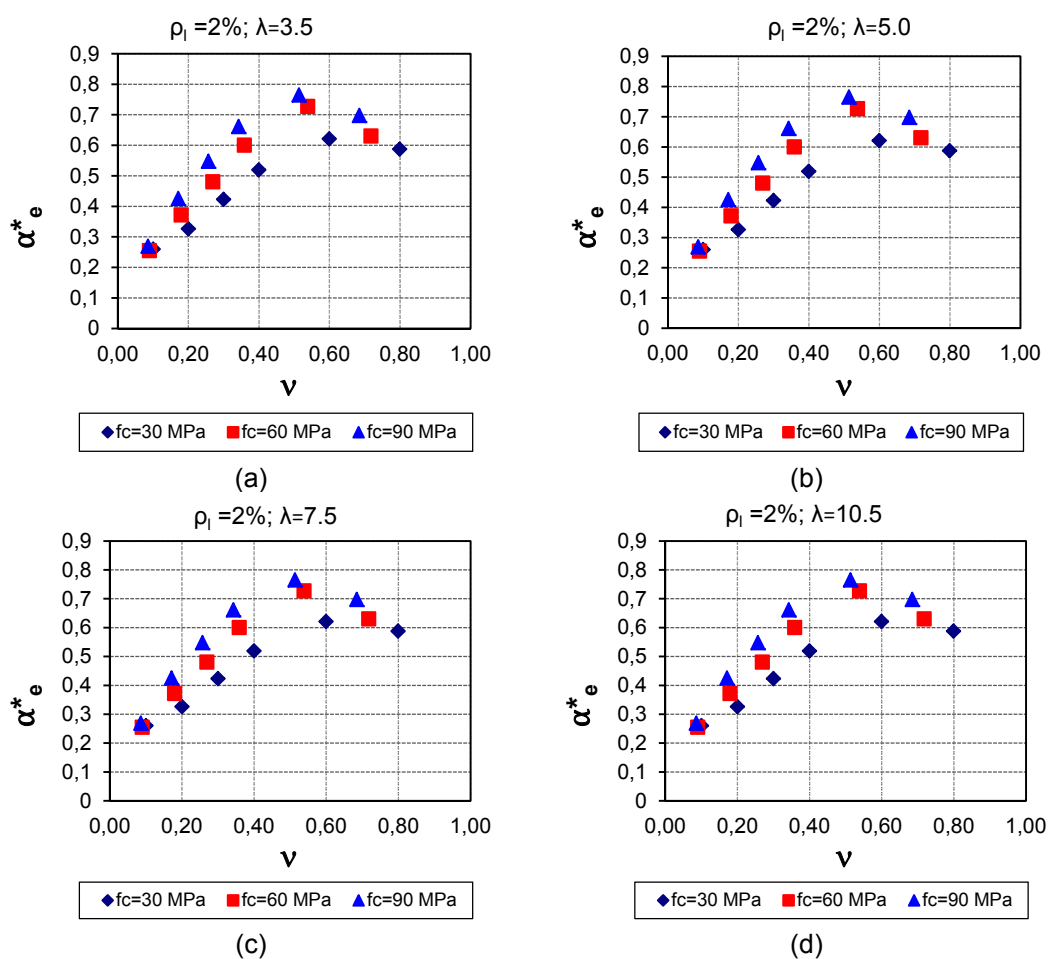 ρl =2%; λ=3.5
0,9
0,8
0,7
0,6
0,5
0,4
0,3
0,2
0,1
0
0,00 0,20 0,40 0,60 0,80 1,00
α*e
ν
fc=30 MPa fc=60 MPa fc=90 MPa
(a)
ρl =2%; λ=5.0
0,9
0,8
0,7
0,6
0,5
0,4
0,3
0,2
0,1
0
0,00 0,20 0,40 0,60 0,80 1,00
α*e
ν
fc=30 MPa fc=60 MPa fc=90 MPa
(b)
ρl =2%; λ=7.5
0,9
0,8
0,7
0,6
0,5
0,4
0,3
0,2
0,1
0
0,00 0,20 0,40 0,60 0,80 1,00
α*e
ν
fc=30 MPa fc=60 MPa fc=90 MPa
(c)
ρl =2%; λ=10.5
0,9
0,8
0,7
0,6
0,5
0,4
0,3
0,2
0,1
0
0,00 0,20 0,40 0,60 0,80 1,00
α*e
ν
fc=30 MPa fc=60 MPa fc=90 MPa
(d)